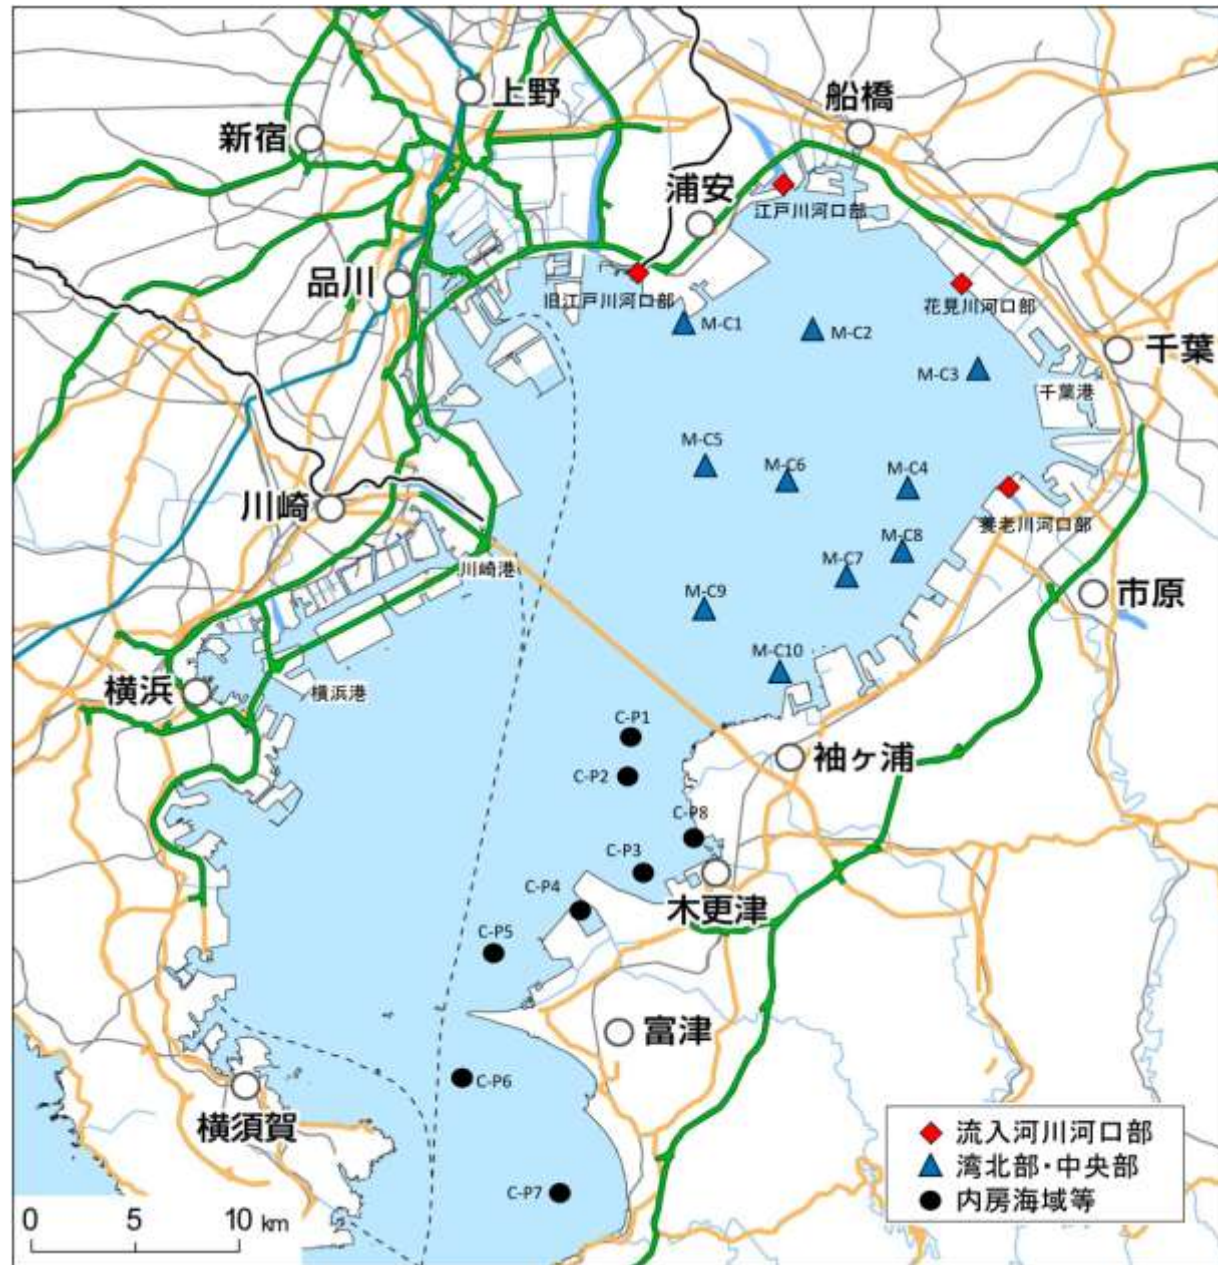 上野
船橋
新宿
浦安
江戸川河口部
品川
旧江戸川河口部
花見川河口部
M-C1
M-C2
千葉
M-C3
千葉港
M-C5
M-C6
M-C4
川崎
養老川河口部
M-C8
川崎港
M-C7
M-C9
市原
M-C10
横浜
横浜港
C-P1
袖ヶ浦
C-P2
C-P8
C-P3
C-P4
木更津
C-P5
富津
C-P6
横須賀
流入河川河口部
湾北部・中央部
C-P7
内房海域等
0 5 10 km